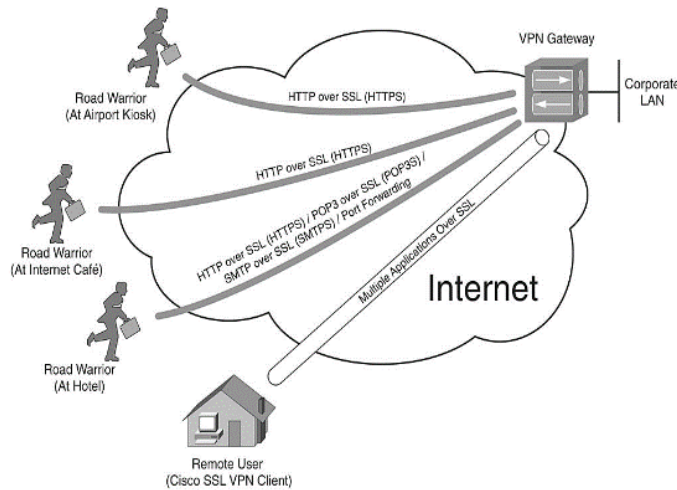 VPN Gateway
Corporate
LAN
Road Warrior
(At Airport Kiosk)
HTTP over SSL (HTTPS)
HTTP over SSL (HTTPS)
Road Warrior
(At Internet Café)
HTTP over SSL (HTTPS) / POP3 over SSL (POP3S) /
SMTP over SSL (SMTPS) / Port Forwarding
Multiple Applications Over SSL
Internet
Road Warrior
(At Hotel)
Remote User
(Cisco SSL VPN Client)